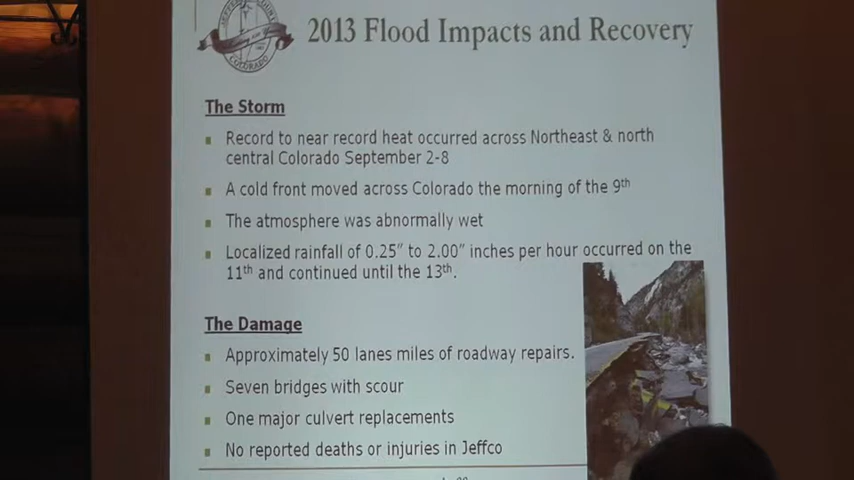 JEFFERSON COUNTY
COLORADO
2013 Flood Impacts and Recovery
The Storm
Record to near record heat occurred across Northeast & north
central Colorado September 2-8
A cold front moved across Colorado the morning of the 9th
The atmosphere was abnormally wet
Localized rainfall of 0.25" to 2.00" inches per hour occurred on the
11th and continued until the 13th.
The Damage
Approximately 50 lanes miles of roadway repairs.
Seven bridges with scour
One major culvert replacements
No reported deaths or injuries in Jeffco